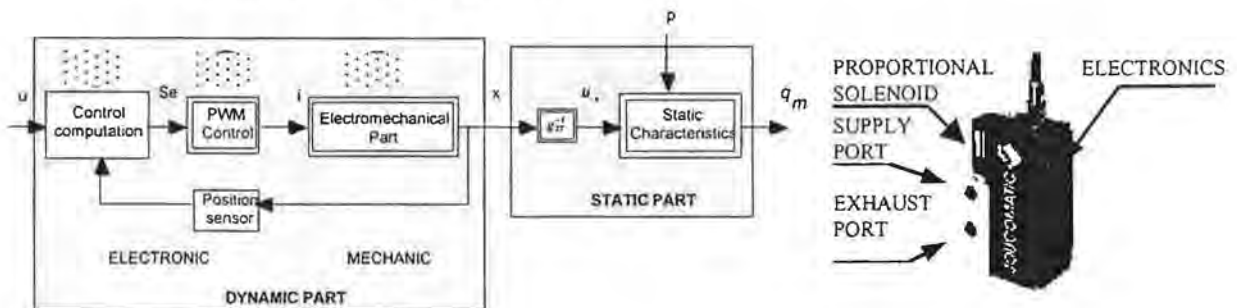 p
u
Se
i
x
u
q m
Control
computation
PWM
Control
Electromechanical
Part
Static
Characteristics
Position
sensor
ELECTRONIC
MECHANIC
DYNAMIC PART
STATIC PART
PROPORTIONAL
SOLENOID
ELECTRONICS
SUPPLY
PORT
EXHAUST
PORT
JOUCOMATIC